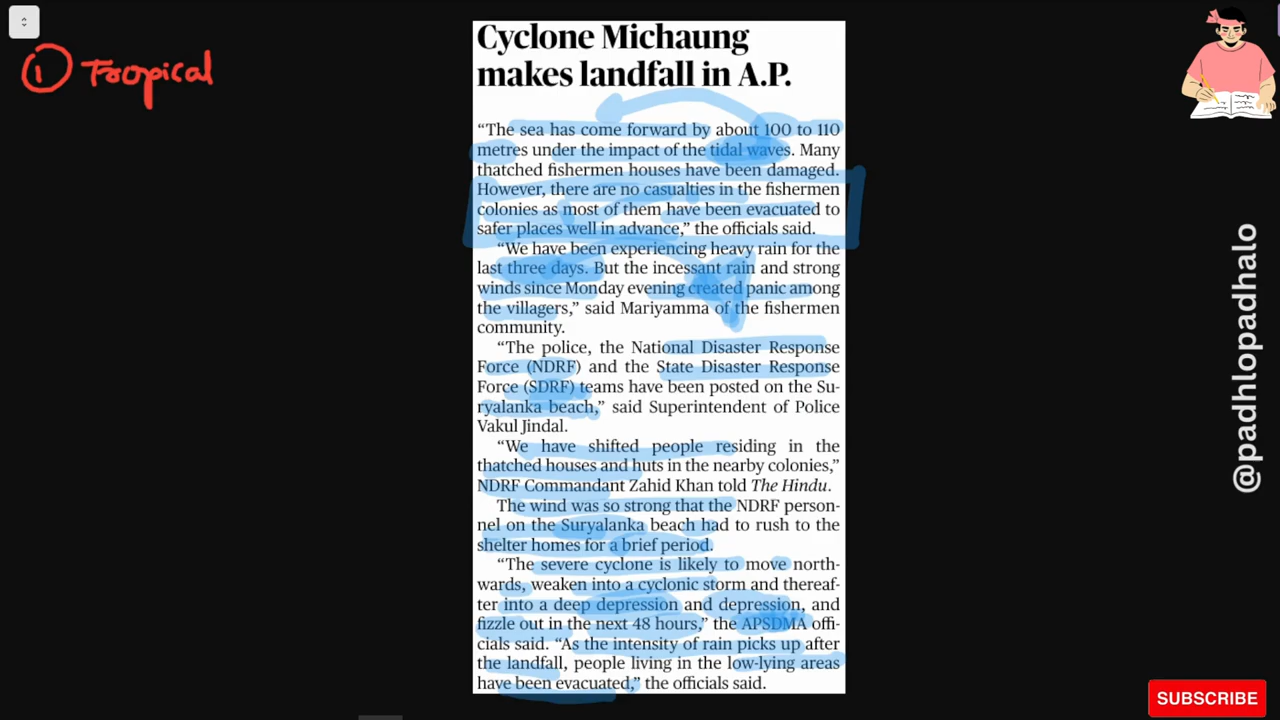 ① Tropical
Cyclone Michaung
makes landfall in A.P.
“The sea has come forward by about 100 to 110
metres under the impact of the tidal waves. Many
thatched fishermen houses have been damaged.
However, there are no casualties in the fishermen
colonies as most of them have been evacuated to
safer places well in advance,” the officials said.
“We have been experiencing heavy rain for the
last three days. But the incessant rain and strong
winds since Monday evening created panic among
the villagers,” said Mariyamma of the fishermen
community.
“The police, the National Disaster Response
Force (NDRF) and the State Disaster Response
Force (SDRF) teams have been posted on the Su-
ryalanka beach,” said Superintendent of Police
Vakul Jindal.
“We have shifted people residing in the
thatched houses and huts in the nearby colonies,”
NDRF Commandant Zahid Khan told The Hindu.
The wind was so strong that the NDRF person-
nel on the Suryalanka beach had to rush to the
shelter homes for a brief period.
“The severe cyclone is likely to move north-
wards, weaken into a cyclonic storm and thereaf-
ter into a deep depression and depression, and
fizzle out in the next 48 hours,” the APSDMA offi-
cials said. “As the intensity of rain picks up after
the landfall, people living in the low-lying areas
have been evacuated,” the officials said.
@padhlopadhalo
SUBSCRIBE